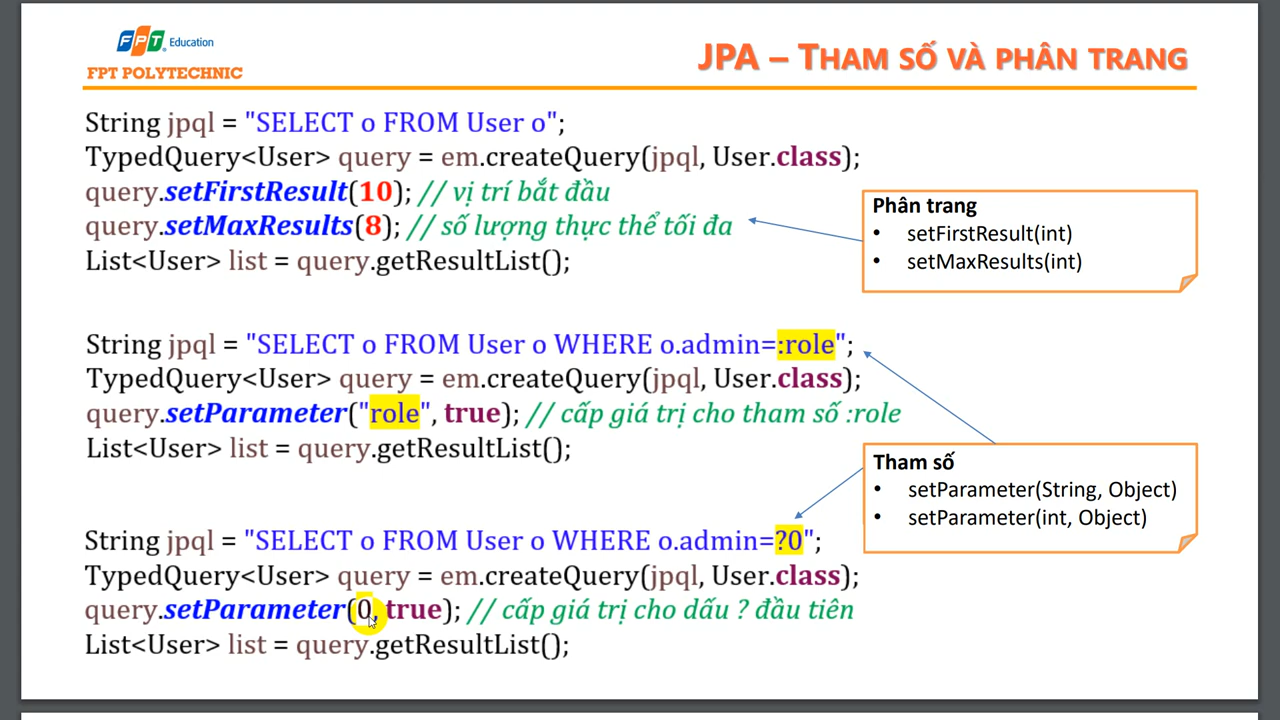 FPT Education
FPT POLYTECHNIC
JPA – THAM SỐ VÀ PHÂN TRANG
String jpql = "SELECT o FROM User o";
TypedQuery<User> query = em.createQuery(jpql, User.class);
query.setFirstResult(10); // vị trí bắt đầu
query.setMaxResults(8); // số lượng thực thể tối đa
List<User> list = query.getResultList();
Phân trang
• setFirstResult(int)
• setMaxResults(int)
String jpql = "SELECT o FROM User o WHERE o.admin=:role";
TypedQuery<User> query = em.createQuery(jpql, User.class);
query.setParameter("role", true); // cấp giá trị cho tham số :role
List<User> list = query.getResultList();
Tham số
• setParameter(String, Object)
• setParameter(int, Object)
String jpql = "SELECT o FROM User o WHERE o.admin=?0";
TypedQuery<User> query = em.createQuery(jpql, User.class);
query.setParameter(0, true); // cấp giá trị cho dấu ? đầu tiên
List<User> list = query.getResultList();